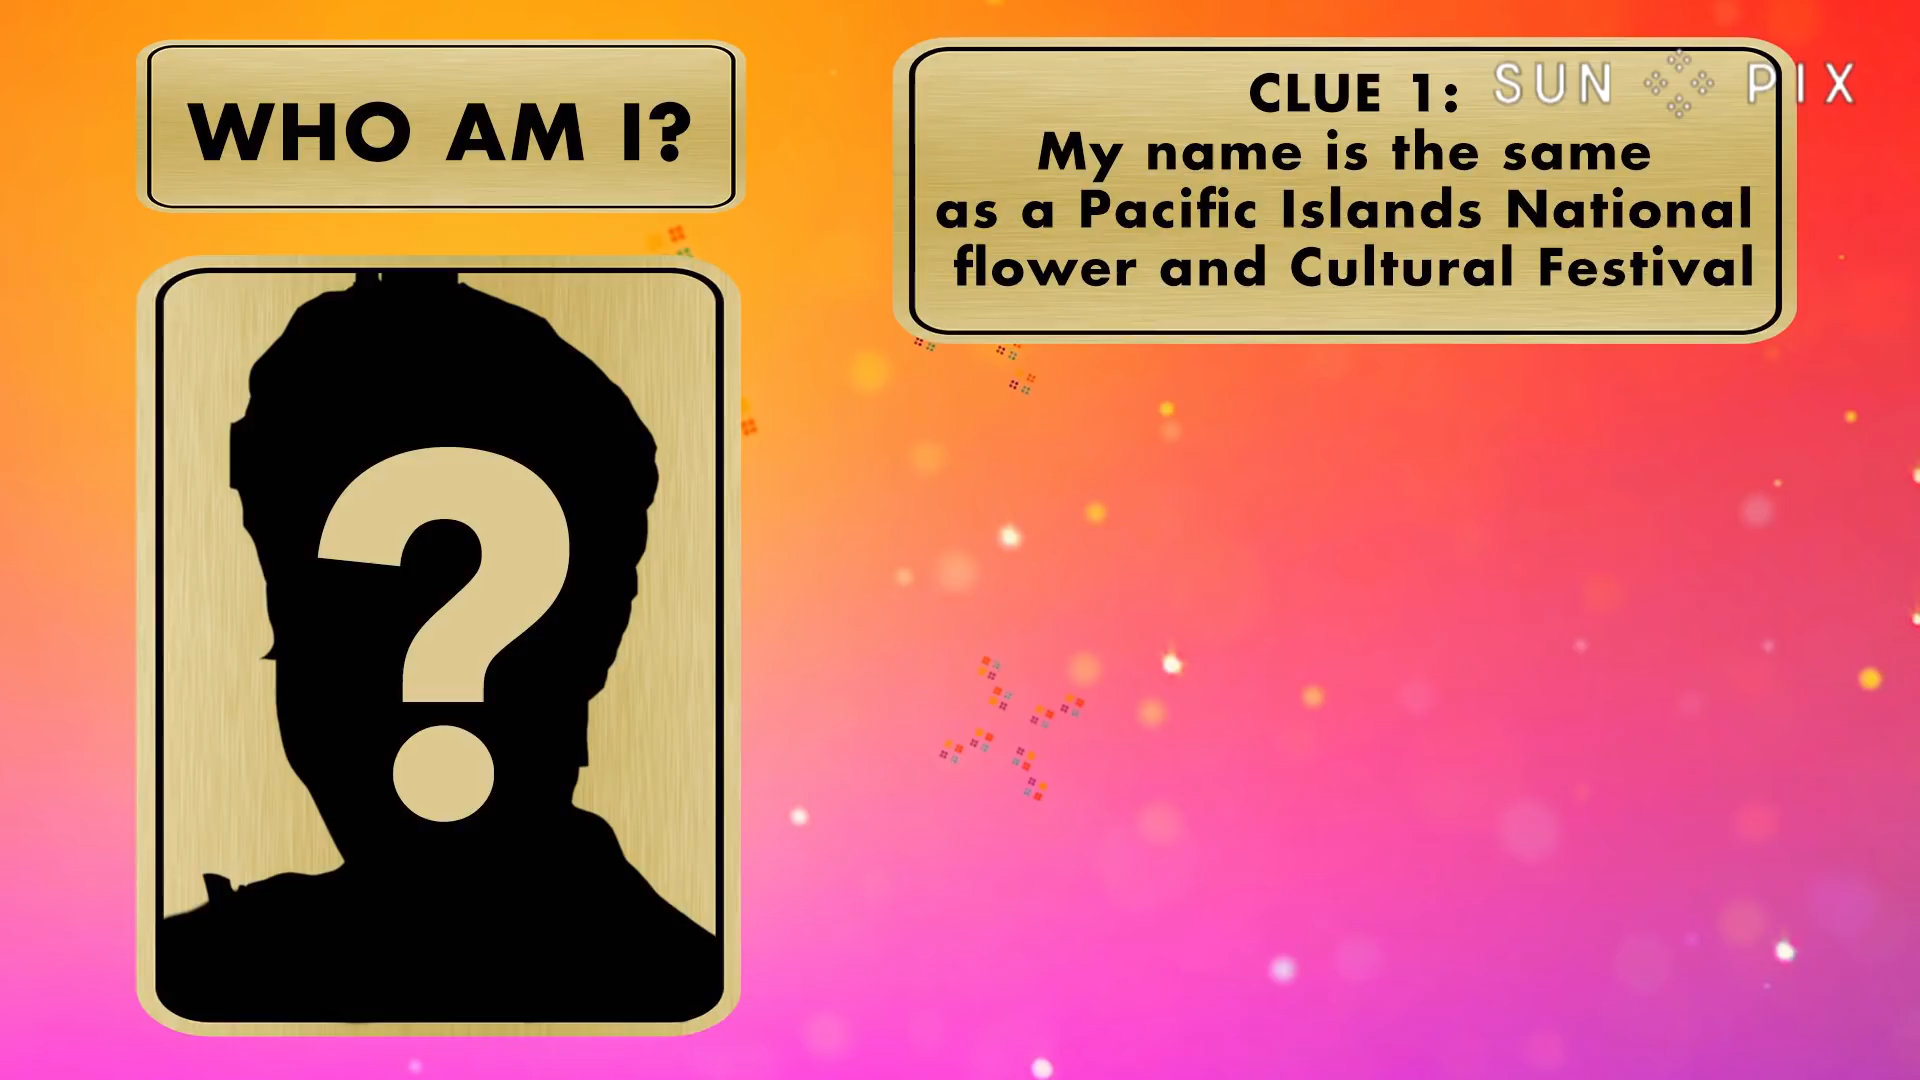 WHO AM I?
CLUE 1:
My name is the same
as a Pacific Islands National
flower and Cultural Festival
SUN PIX
?